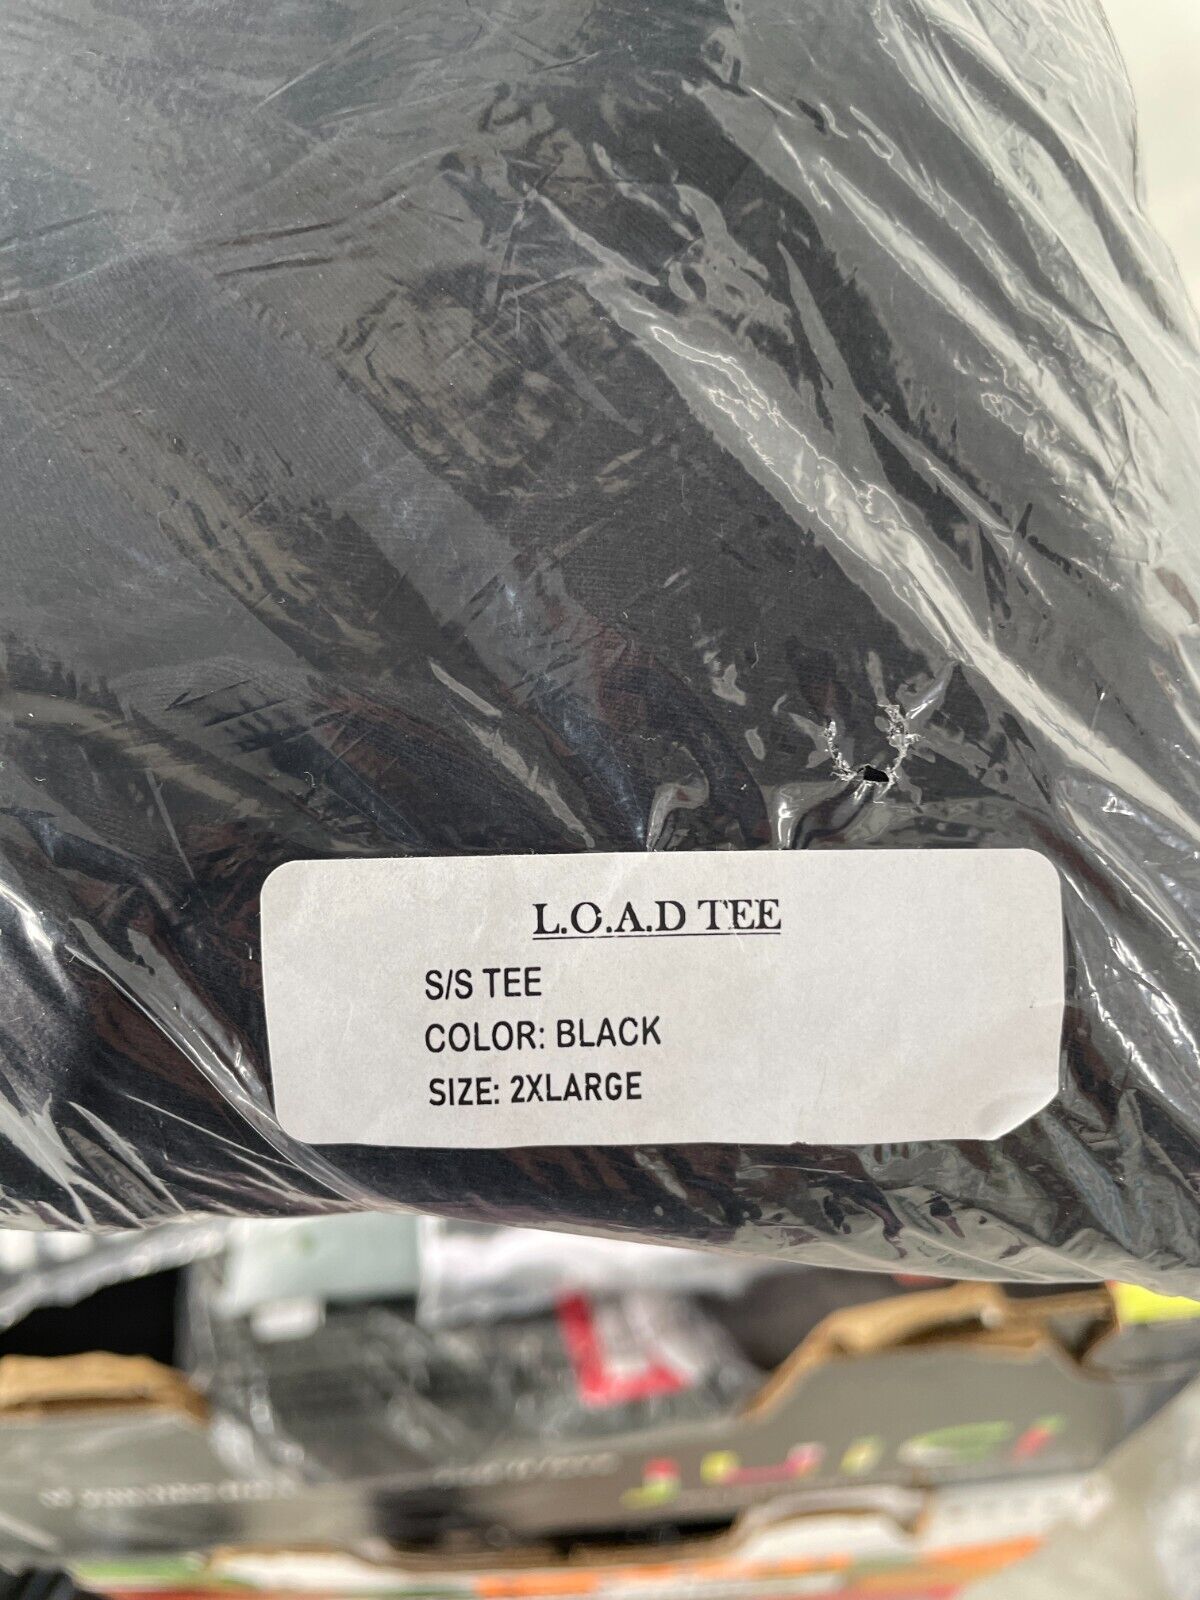 L.O.A.D TEE
S/S TEE
COLOR: BLACK
SIZE: 2XLARGE